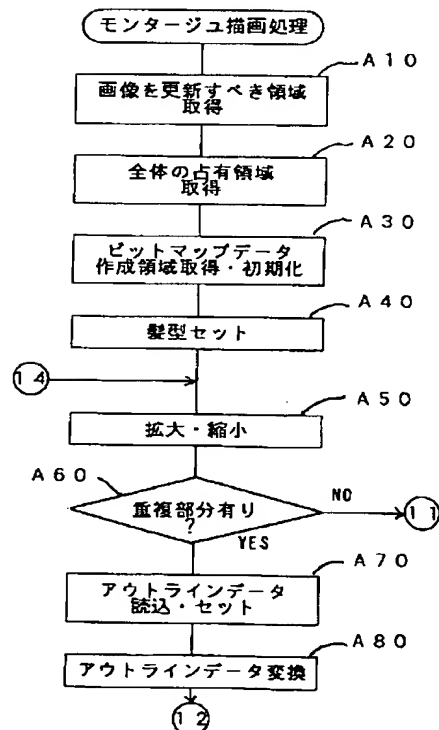 モンタージュ描画処理
A10
画像を更新すべき領域
取得
A20
全体の占有領域
取得
A30
ビットマップデータ
作成領域取得・初期化
A40
髪型セット
14
A50
拡大・縮小
A60
重複部分有り
?
NO
11
YES
A70
アウトラインデータ
読込・セット
A80
アウトラインデータ変換
12